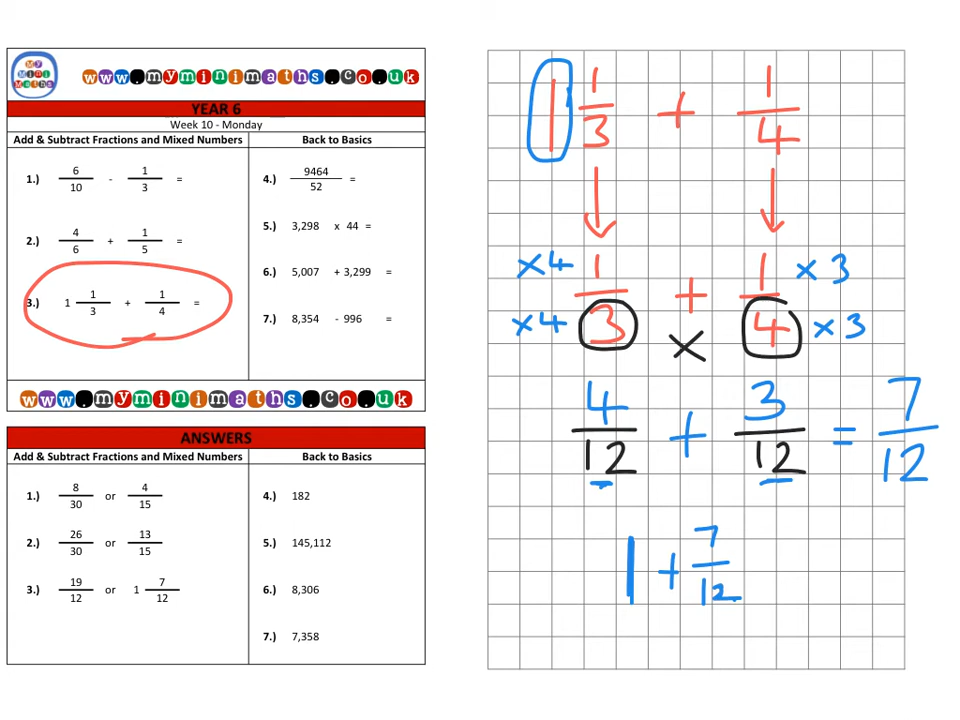 My
Mini
Maths
www.myminimaths.co.uk
YEAR 6
Week 10 - Monday
Add & Subtract Fractions and Mixed Numbers
Back to Basics
1.) 6/10 - 1/3 =
2.) 4/6 + 1/5 =
3.) 1 1/3 + 1/4 =
4.) 9464/52 =
5.) 3,298 x 44 =
6.) 5,007 + 3,299 =
7.) 8,354 - 996 =
www.myminimaths.co.uk
ANSWERS
Add & Subtract Fractions and Mixed Numbers
Back to Basics
1.) 8/30 or 4/15
2.) 26/30 or 13/15
3.) 19/12 or 1 7/12
4.) 182
5.) 145,112
6.) 8,306
7.) 7,358
1 1/3 + 1/4
x4 1 + 1 x 3
x4 3 x 4 x 3
4/12 + 3/12 = 7/12
1 + 7/12